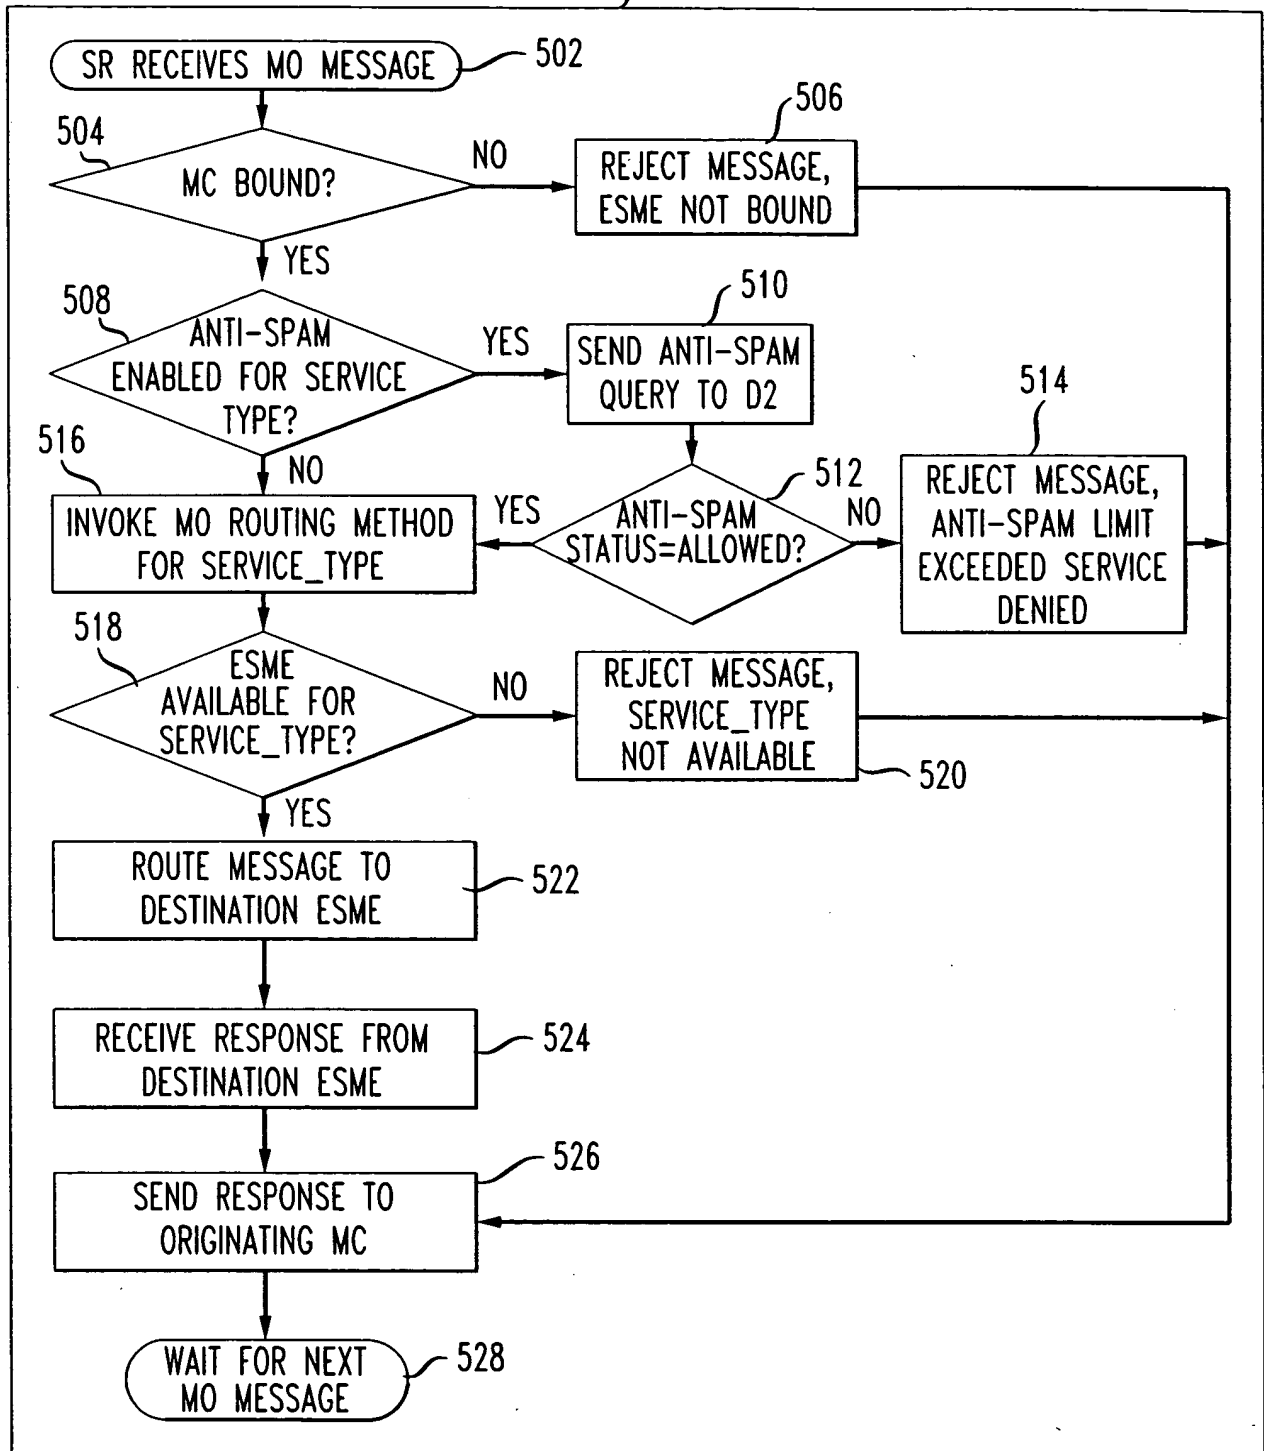 SR RECEIVES MO MESSAGE
502
504
MC BOUND?
NO
506
REJECT MESSAGE,
ESME NOT BOUND
YES
508
ANTI-SPAM
ENABLED FOR SERVICE
TYPE?
YES
510
SEND ANTI-SPAM
QUERY TO D2
NO
512
ANTI-SPAM
STATUS=ALLOWED?
YES
NO
514
REJECT MESSAGE,
ANTI-SPAM LIMIT
EXCEEDED SERVICE
DENIED
516
INVOKE MO ROUTING METHOD
FOR SERVICE_TYPE
518
ESME
AVAILABLE FOR
SERVICE_TYPE?
NO
REJECT MESSAGE,
SERVICE_TYPE
NOT AVAILABLE
520
YES
ROUTE MESSAGE TO
DESTINATION ESME
522
RECEIVE RESPONSE FROM
DESTINATION ESME
524
SEND RESPONSE TO
ORIGINATING MC
526
WAIT FOR NEXT
MO MESSAGE
528